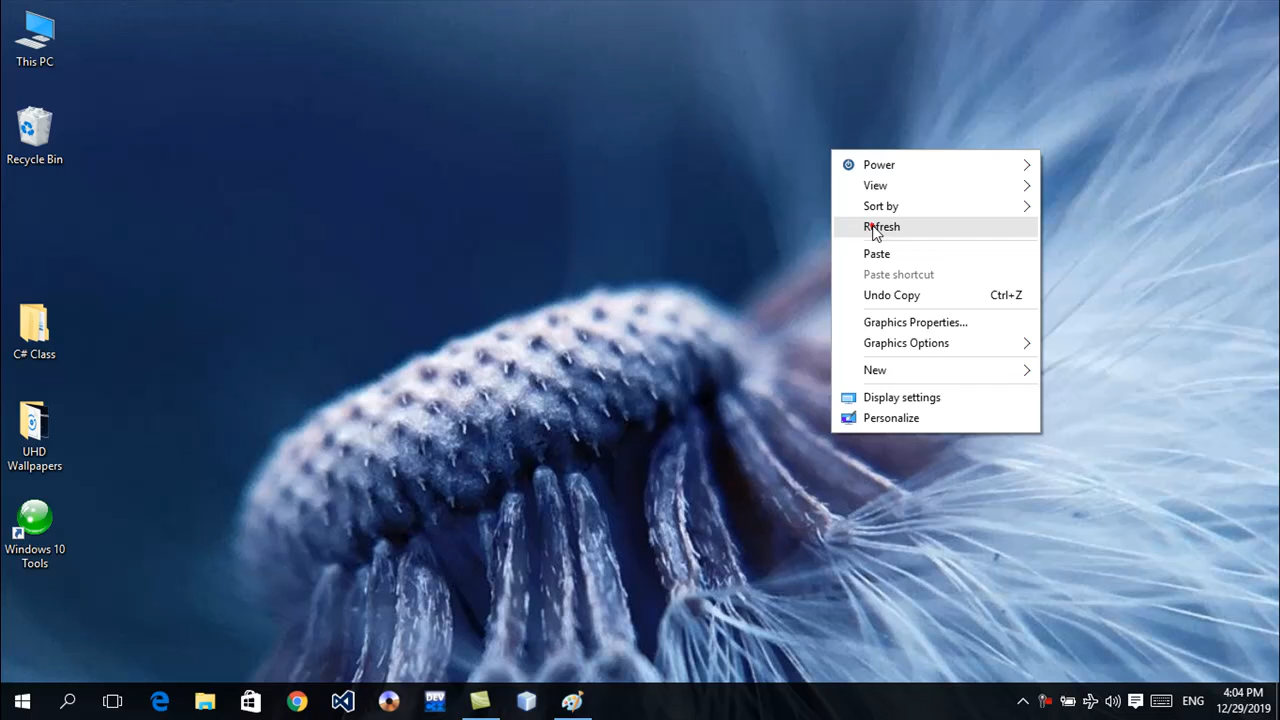 This PC
Recycle Bin
C# Class
UHD
Wallpapers
Windows 10
Tools
Power
View
Sort by
Refresh
Paste
Paste shortcut
Undo Copy Ctrl+Z
Graphics Properties...
Graphics Options
New
Display settings
Personalize
DEV
ENG
4:04 PM
12/29/2019